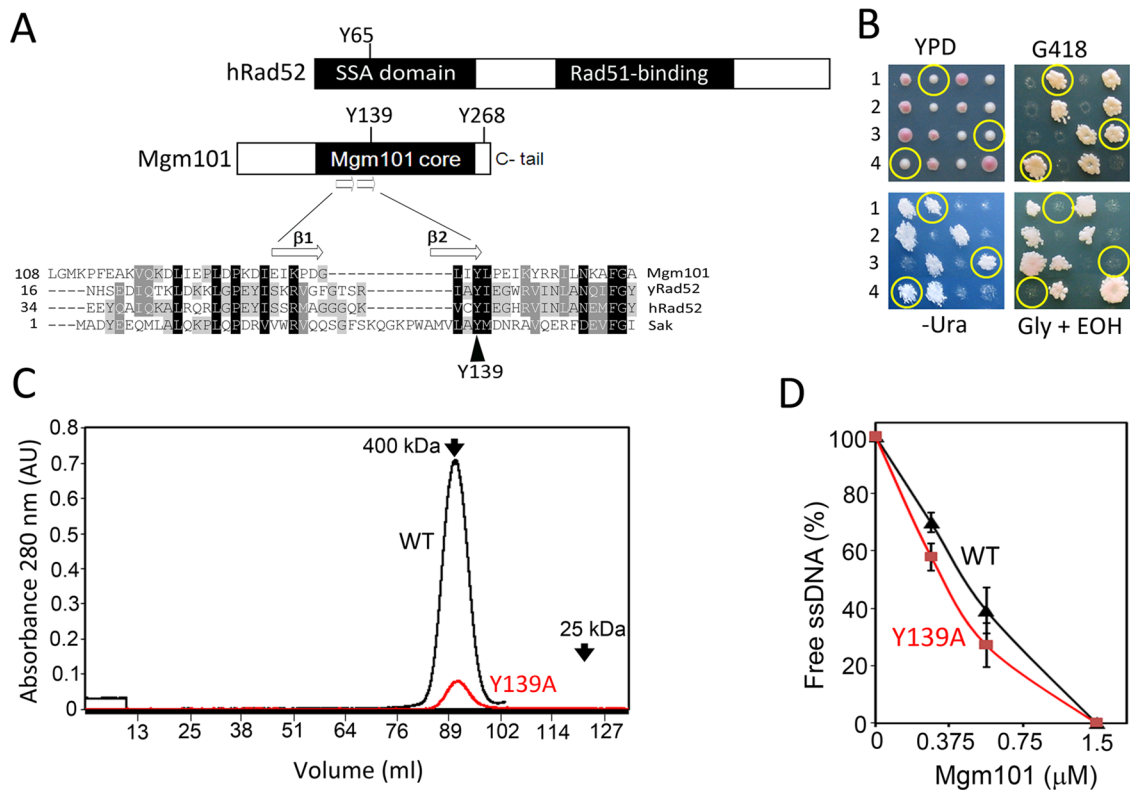 A
Y65
hRad52
SSA domain
Rad51-binding
Y139
Y268
Mgm101
Mgm101 core
C- tail
β1
β2
108 LGMKPFEAKVQKDLIEPLDPKDIEIKPDG----------------LIYLPEIKYRRILNKAFGA Mgm101
16 ----NHSEDIQTKLDKKLGPEYISKRVGFGTSR------------IAYIEGWRVINLANQIFGY yRad52
34 ----EEYQAIQKALRQRLGPEYISSRMAGGGQK------------VCYIEGHRVINLANEMFGY hRad52
1 ---MADYEEQMLALQKPLQPDRVVWRVQQSGFSKQGKPWAMVLAYMDNRAVQERFDEVFGI Sak
Y139
B
YPD
G418
1
2
3
4
1
2
3
4
-Ura
Gly + EOH
C
Absorbance 280 nm (AU)
0.8
0.7
0.6
0.5
0.4
0.3
0.2
0.1
0
400 kDa
WT
25 kDa
Y139A
13 25 38 51 64 76 89 102 114 127
Volume (ml)
D
Free ssDNA (%)
100
80
60
40
20
0
WT
Y139A
0 0.375 0.75 1.5
Mgm101 (μM)